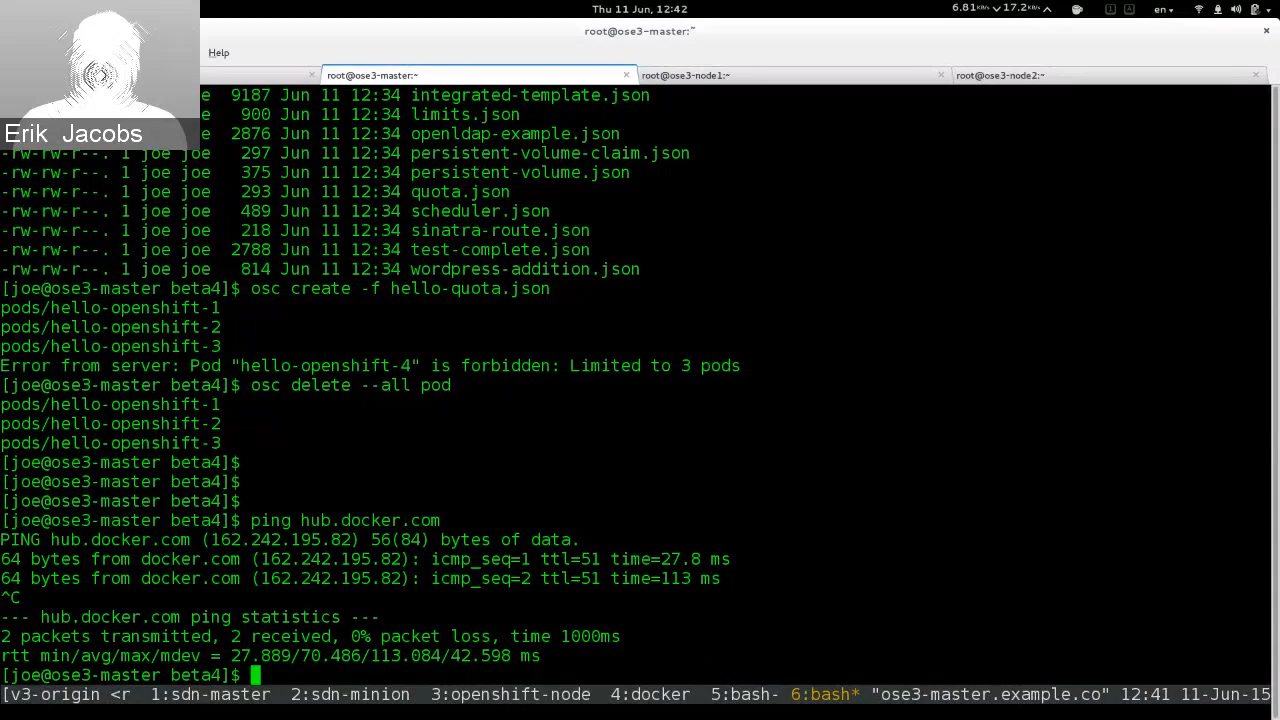 Thu 11 Jun, 12:42
6.81KB/s 17.2KB/s
en
root@ose3-master:~
Help
root@ose3-master:~
root@ose3-node1:~
root@ose3-node2:~
Erik Jacobs
e 9187 Jun 11 12:34 integrated-template.json
e 900 Jun 11 12:34 limits.json
e 2876 Jun 11 12:34 openldap-example.json
-rw-rw-r--. 1 joe joe 297 Jun 11 12:34 persistent-volume-claim.json
-rw-rw-r--. 1 joe joe 375 Jun 11 12:34 persistent-volume.json
-rw-rw-r--. 1 joe joe 293 Jun 11 12:34 quota.json
-rw-rw-r--. 1 joe joe 489 Jun 11 12:34 scheduler.json
-rw-rw-r--. 1 joe joe 218 Jun 11 12:34 sinatra-route.json
-rw-rw-r--. 1 joe joe 2788 Jun 11 12:34 test-complete.json
-rw-rw-r--. 1 joe joe 814 Jun 11 12:34 wordpress-addition.json
[joe@ose3-master beta4]$ osc create -f hello-quota.json
pods/hello-openshift-1
pods/hello-openshift-2
pods/hello-openshift-3
Error from server: Pod "hello-openshift-4" is forbidden: Limited to 3 pods
[joe@ose3-master beta4]$ osc delete --all pod
pods/hello-openshift-1
pods/hello-openshift-2
pods/hello-openshift-3
[joe@ose3-master beta4]$
[joe@ose3-master beta4]$
[joe@ose3-master beta4]$
[joe@ose3-master beta4]$ ping hub.docker.com
PING hub.docker.com (162.242.195.82) 56(84) bytes of data.
64 bytes from docker.com (162.242.195.82): icmp_seq=1 ttl=51 time=27.8 ms
64 bytes from docker.com (162.242.195.82): icmp_seq=2 ttl=51 time=113 ms
^C
--- hub.docker.com ping statistics ---
2 packets transmitted, 2 received, 0% packet loss, time 1000ms
rtt min/avg/max/mdev = 27.889/70.486/113.084/42.598 ms
[joe@ose3-master beta4]$
[v3-origin <r 1:sdn-master 2:sdn-minion 3:openshift-node 4:docker 5:bash- 6:bash* "ose3-master.example.co" 12:41 11-Jun-15